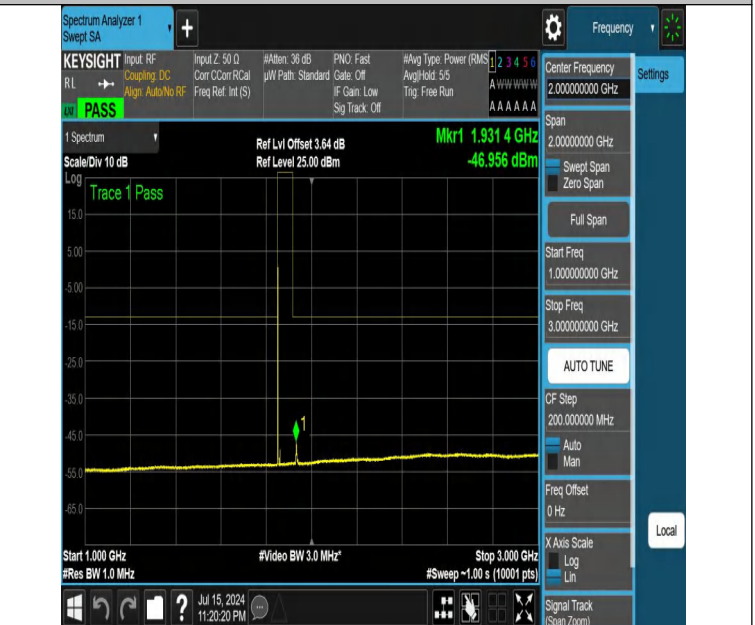 Spectrum Analyzer 1
Swept SA
+
Frequency
KEYSIGHT
RL
PASS
Input: RF
Coupling: DC
Align: Auto/No RF
Input Z: 50 Ω
Corr CCorr RCal
Freq Ref: Int (S)
#Atten: 36 dB
µW Path: Standard
PNO: Fast
Gate: Off
IF Gain: Low
Sig Track: Off
#Avg Type: Power (RMS
Avg|Hold: 5/5
Trig: Free Run
1 2 3 4 5 6
A W W W W W
A A A A A A
1 Spectrum
Scale/Div 10 dB
Ref Lvl Offset 3.64 dB
Ref Level 25.00 dBm
Mkr1 1.931 4 GHz
-46.956 dBm
Log
Trace 1 Pass
15.0
5.00
-5.00
-15.0
-25.0
-35.0
-45.0
-55.0
-65.0
1
Start 1.000 GHz
#Res BW 1.0 MHz
#Video BW 3.0 MHz*
Stop 3.000 GHz
#Sweep ~1.00 s (10001 pts)
Jul 15, 2024
11:20:20 PM
?
Center Frequency
2.000000000 GHz
Settings
Span
2.00000000 GHz
Swept Span
Zero Span
Full Span
Start Freq
1.000000000 GHz
Stop Freq
3.000000000 GHz
AUTO TUNE
CF Step
200.000000 MHz
Auto
Man
Freq Offset
0 Hz
X Axis Scale
Log
Lin
Local
Signal Track
(Span Zoom)